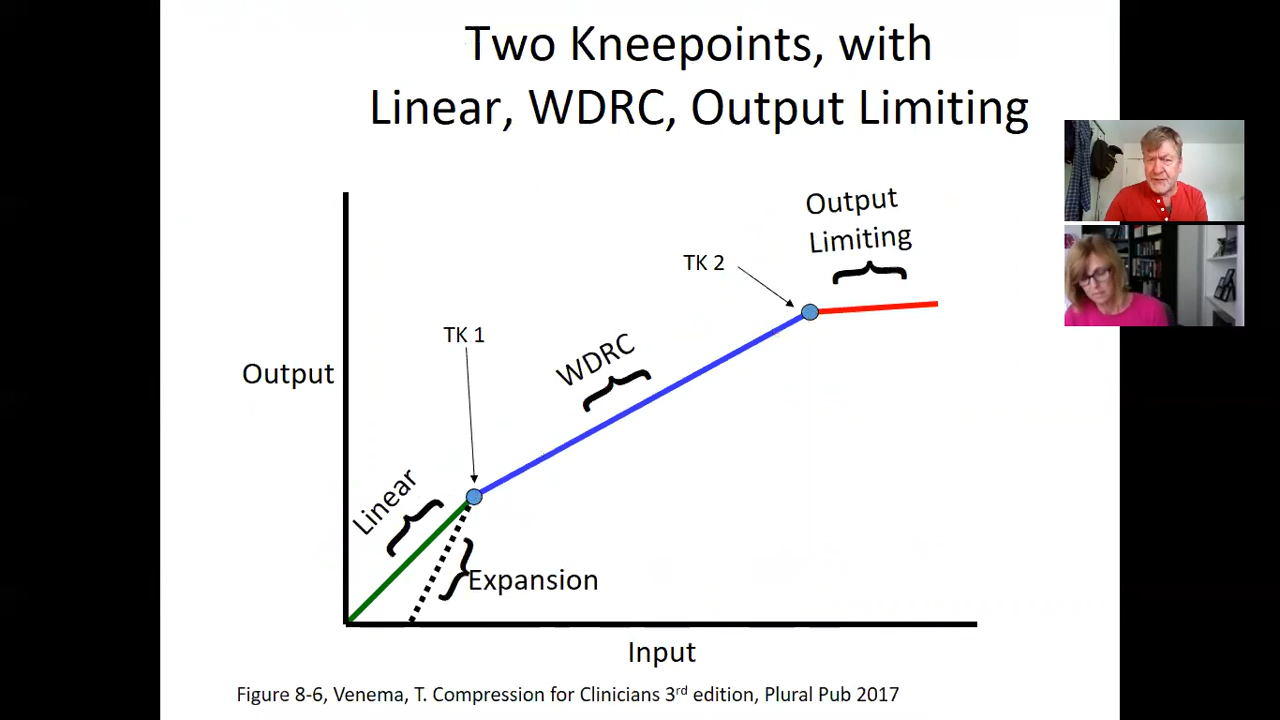 Two Kneepoints, with
Linear, WDRC, Output Limiting
Output
Limiting
TK 2
TK 1
WDRC
Output
Linear
Expansion
Input
Figure 8-6, Venema, T. Compression for Clinicians 3rd edition, Plural Pub 2017